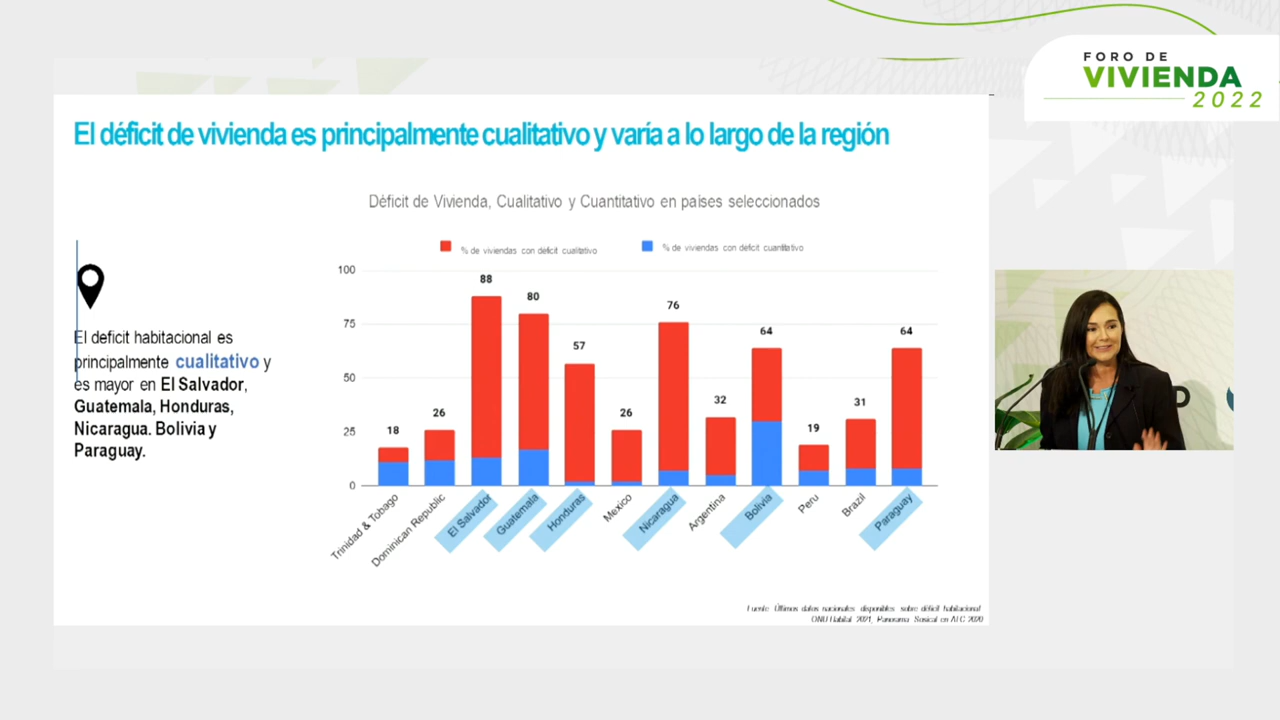 FORO DE
VIVIENDA
2022
El déficit de vivienda es principalmente cualitativo y varía a lo largo de la región
Déficit de Vivienda, Cualitativo y Cuantitativo en países seleccionados
% de viviendas con déficit cualitativo
% de viviendas con déficit cuantitativo
El deficit habitacional es
principalmente cualitativo y
es mayor en El Salvador,
Guatemala, Honduras,
Nicaragua. Bolivia y
Paraguay.
100
75
50
25
0
18
26
88
80
57
26
76
32
64
19
31
64
Trinidad & Tobago
Dominican Republic
El Salvador
Guatemala
Honduras
Mexico
Nicaragua
Argentina
Bolivia
Peru
Brazil
Paraguay
Fuente: Últimos datos nacionales disponibles sobre déficit habitacional
ONU Habitat 2021, Panorama en ALC 2020
D